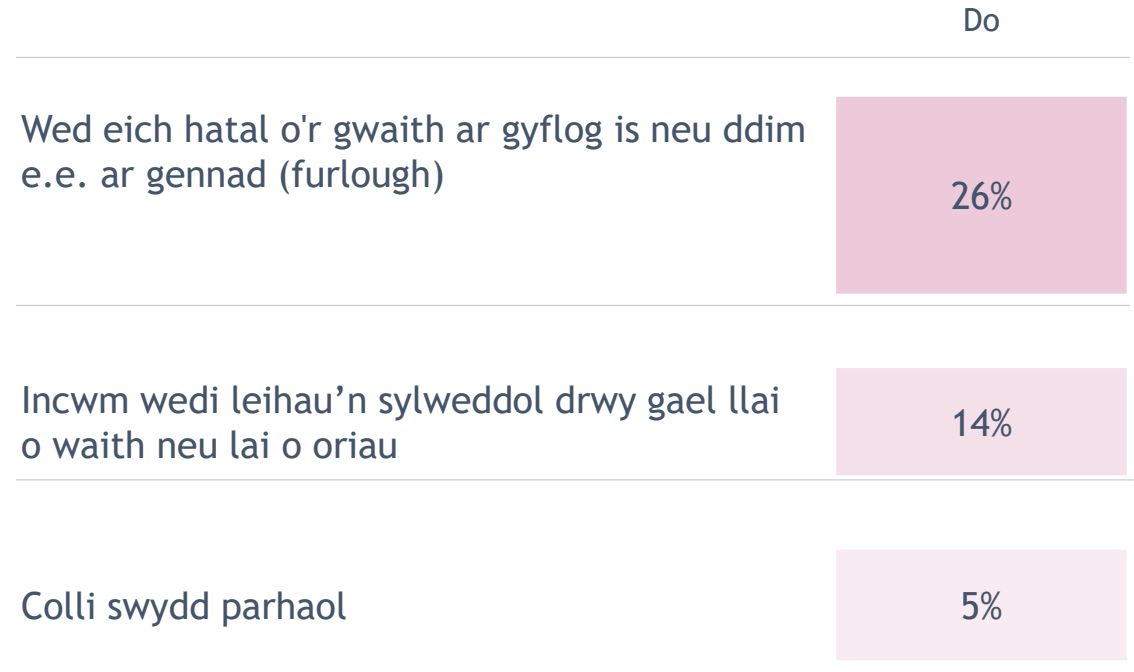 Do
Wed eich hatal o'r gwaith ar gyflog is neu ddim
e.e. ar gennad (furlough)
26%
Incwm wedi leihau’n sylweddol drwy gael llai
o waith neu lai o oriau
14%
Colli swydd parhaol
5%